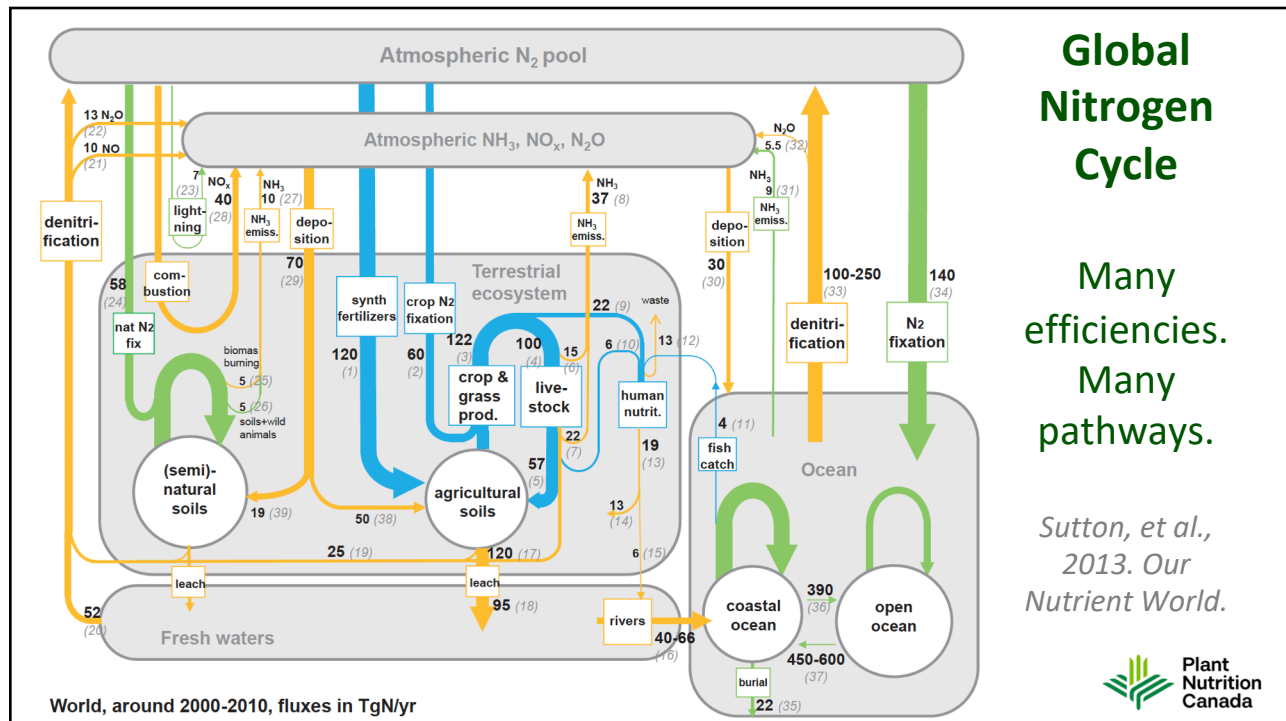 Atmospheric N2 pool
Atmospheric NH3, NOx, N2O
13 N2O
(22)
10 NO
(21)
denitri-
fication
58
(24)
nat N2
fix
com-
bustion
7
(23)
light-
ning
NOx
40
(28)
NH3
10 (27)
NH3
emiss.
depo-
sition
70
(29)
biomas
burning
5 (25)
5 (26)
soils+wild
animals
(semi)-
natural
soils
19 (39)
50 (38)
Terrestrial
ecosystem
synth
fertilizers
120
(1)
crop N2
fixation
60
(2)
122
(3)
crop &
grass
prod.
100
(4)
live-
stock
15
(6)
22
(7)
57
(5)
agricultural
soils
NH3
37 (8)
NH3
emiss.
22 (9)
6 (10)
waste
13 (12)
human
nutrit.
19
(13)
13
(14)
6 (15)
25 (19)
120 (17)
leach
leach
95 (18)
52
(20)
Fresh waters
rivers
40-66
(16)
depo-
sition
30
(30)
N2O
5.5 (32)
NH3
9 (31)
NH3
emiss.
100-250
(33)
denitri-
fication
140
(34)
N2
fixation
Ocean
4 (11)
fish
catch
coastal
ocean
390
(36)
450-600
(37)
open
ocean
burial
22 (35)
World, around 2000-2010, fluxes in TgN/yr
Global
Nitrogen
Cycle
Many
efficiencies.
Many
pathways.
Sutton, et al.,
2013. Our
Nutrient World.
Plant
Nutrition
Canada